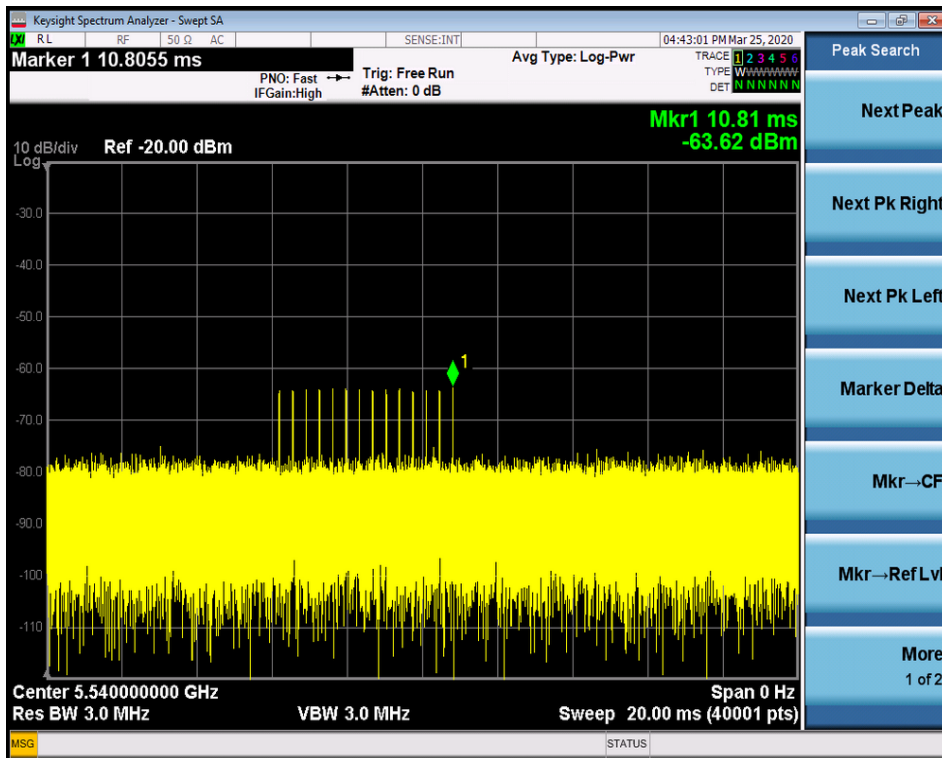 Keysight Spectrum Analyzer - Swept SA
LXI RL RF 50 Ω AC SENSE:INT 04:43:01 PM Mar 25, 2020
Marker 1 10.8055 ms
PNO: Fast
IFGain:High
Trig: Free Run
#Atten: 0 dB
Avg Type: Log-Pwr
TRACE 1 2 3 4 5 6
TYPE WWWWWW
DET N N N N N N
Mkr1 10.81 ms
-63.62 dBm
10 dB/div Ref -20.00 dBm
Log
-30.0
-40.0
-50.0
-60.0
1
-70.0
-80.0
-90.0
-100
-110
Center 5.540000000 GHz Span 0 Hz
Res BW 3.0 MHz VBW 3.0 MHz Sweep 20.00 ms (40001 pts)
MSG STATUS
Peak Search
Next Peak
Next Pk Right
Next Pk Left
Marker Delta
Mkr→CF
Mkr→Ref Lvl
More
1 of 2